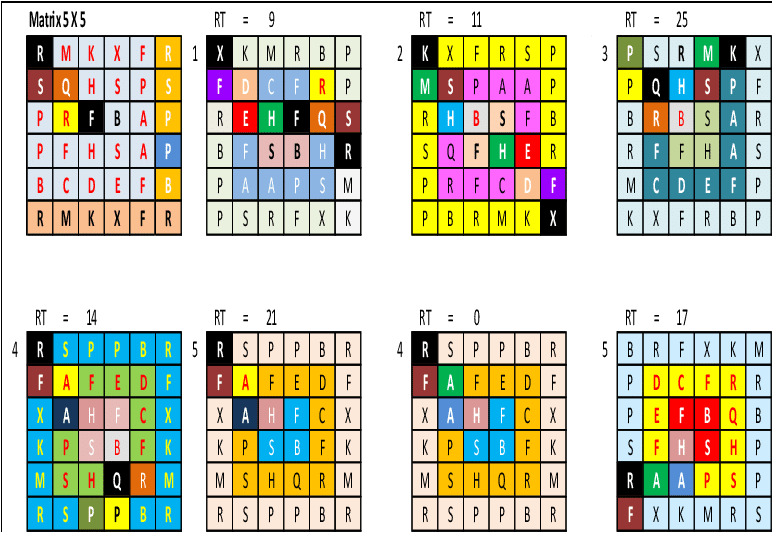 Matrix 5 X 5 RT = 9 RT = 11 RT = 25
R M K X F R 1 X K M R B P 2 K X F R S P 3 P S R M K X
S Q H S P S F D C F R P M S P A A P P Q H S P F
P R F B A P R E H F Q S R H B S F B B R B S A R
P F H S A P B F S B H R S Q F H E R R F F H A S
B C D E F B P A A P S M P R F C D F M C D E F P
R M K X F R P S R F X K P B R M K X K X F R B P
RT = 14 RT = 21 RT = 0 RT = 17
4 R S P P B R 5 R S P P B R 4 R S P P B R 5 B R F X K M
F A F E D F F A F E D F F A F E D F P D C F R R
X A H F C X X A H F C X X A H F C X P E F B Q B
K P S B F K K P S B F K K P S B F K S F H S H P
M S H Q R M M S H Q R M M S H Q R M R A A P S P
R S P P B R R S P P B R R S P P B R F X K M R S